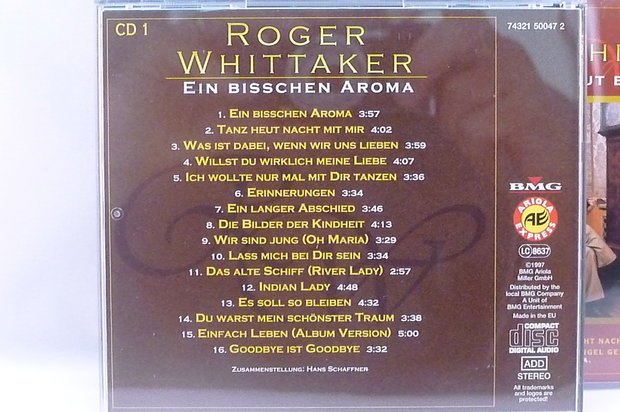 CD 1
74321 50047 2
ROGER
WHITTAKER
EIN BISSCHEN AROMA
1. EIN BISSCHEN AROMA 3:57
2. TANZ HEUT NACHT MIT MIR 4:02
3. WAS IST DABEI, WENN WIR UNS LIEBEN 3:59
4. WILLST DU WIRKLICH MEINE LIEBE 4:07
5. ICH WOLLTE NUR MAL MIT DIR TANZEN 3:36
6. ERINNERUNGEN 3:34
7. EIN LANGER ABSCHIED 3:46
8. DIE BILDER DER KINDHEIT 4:13
9. WIR SIND JUNG (OH MARIA) 3:29
10. LASS MICH BEI DIR SEIN 3:34
11. DAS ALTE SCHIFF (RIVER LADY) 2:57
12. INDIAN LADY 4:48
13. ES SOLL SO BLEIBEN 4:32
14. DU WARST MEIN SCHÖNSTER TRAUM 3:38
15. EINFACH LEBEN (ALBUM VERSION) 5:00
16. GOODBYE IST GOODBYE 3:32
ZUSAMMENSTELLUNG: HANS SCHAFFNER
BMG
ARIOLA
AE
EXPRESS
LC 8637
©1997
BMG Ariola
Miller GmbH
Distributed by the
local BMG Company
A Unit of
BMG Entertainment
Made in the EU
COMPACT
disc
DIGITAL AUDIO
ADD
STEREO
All trademarks
and logos are
protected!